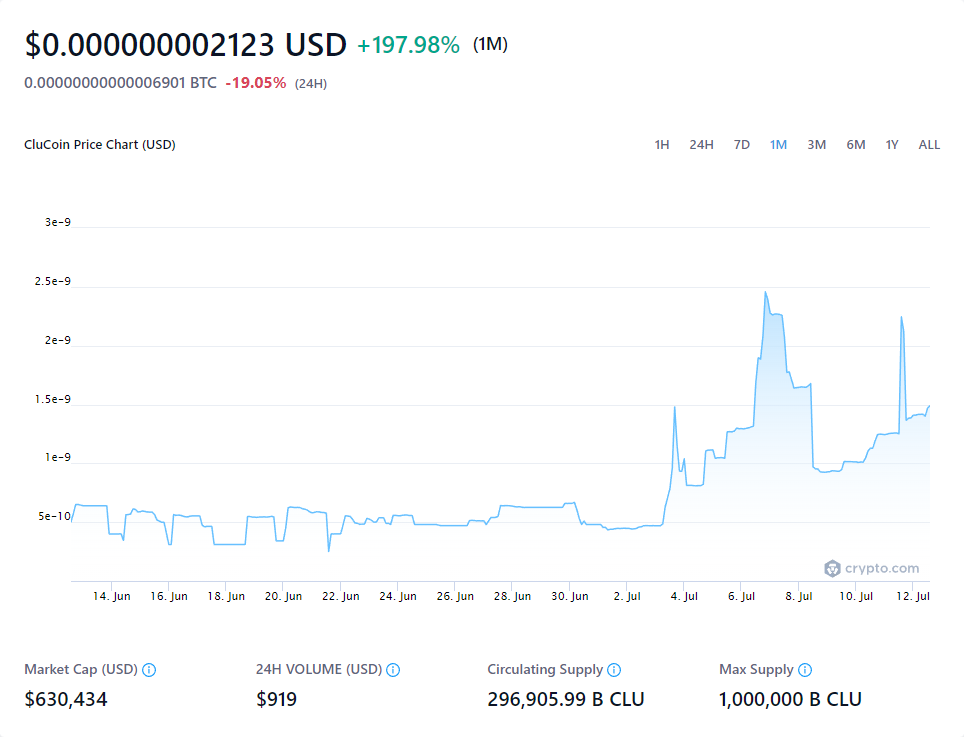 $0.000000002123 USD +197.98% (1M)
0.00000000000006901 BTC -19.05% (24H)
CluCoin Price Chart (USD)
1H 24H 7D 1M 3M 6M 1Y ALL
3e-9
2.5e-9
2e-9
1.5e-9
1e-9
5e-10
crypto.com
14. Jun 16. Jun 18. Jun 20. Jun 22. Jun 24. Jun 26. Jun 28. Jun 30. Jun 2. Jul 4. Jul 6. Jul 8. Jul 10. Jul 12. Jul
Market Cap (USD) 24H VOLUME (USD) Circulating Supply Max Supply
$630,434 $919 296,905.99 B CLU 1,000,000 B CLU